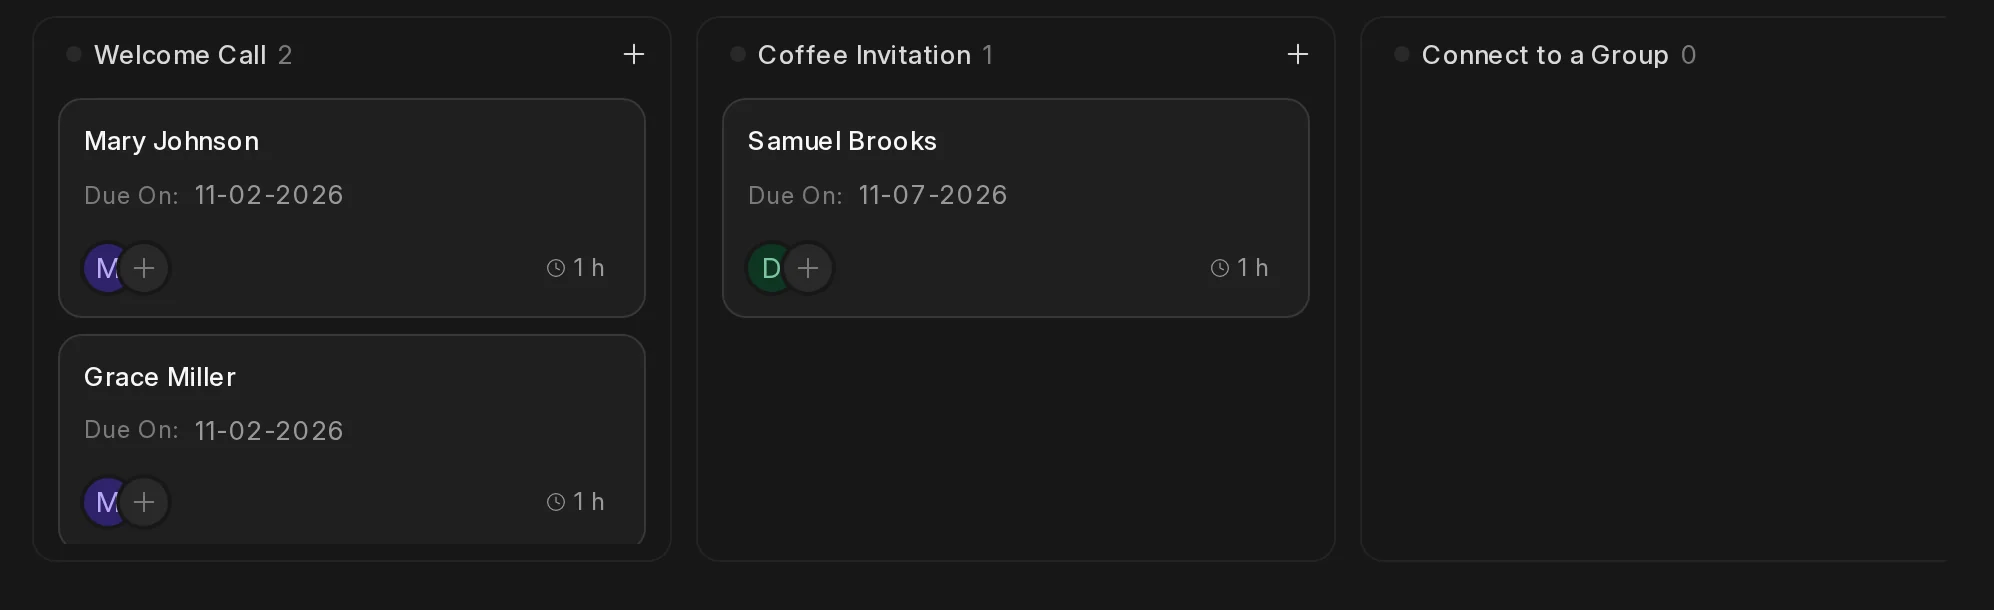 Welcome Call 2
Mary Johnson
Due On: 11-02-2026
M
1 h
Grace Miller
Due On: 11-02-2026
M
1 h
Coffee Invitation 1
Samuel Brooks
Due On: 11-07-2026
D
1 h
Connect to a Group 0